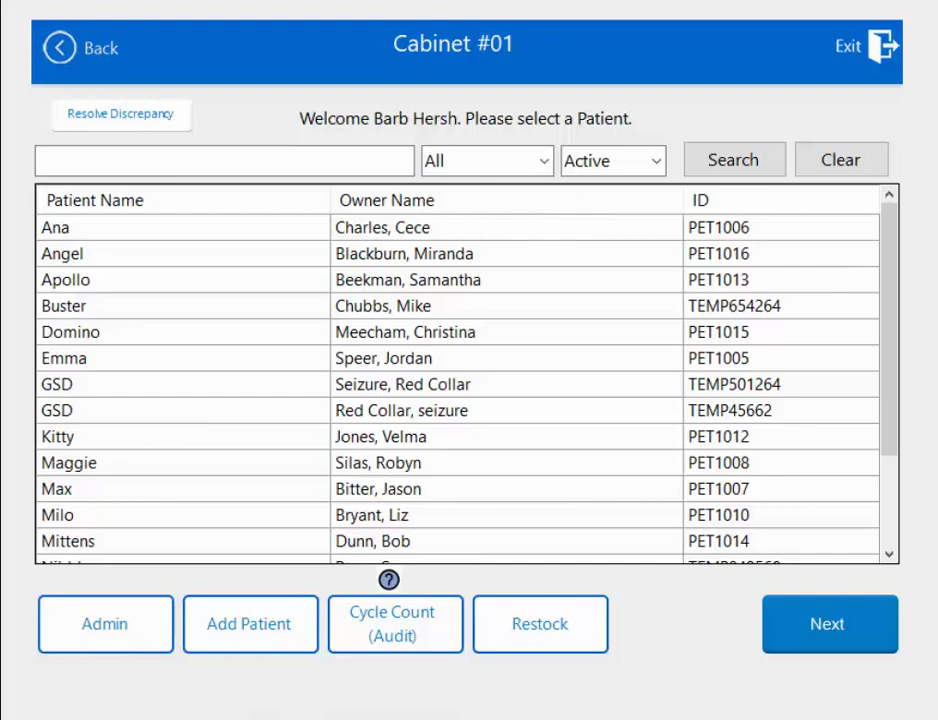 Back
Cabinet #01
Exit
Resolve Discrepancy
Welcome Barb Hersh. Please select a Patient.
All
Active
Search
Clear
Patient Name Owner Name ID
Ana Charles, Cece PET1006
Angel Blackburn, Miranda PET1016
Apollo Beekman, Samantha PET1013
Buster Chubbs, Mike TEMP654264
Domino Meecham, Christina PET1015
Emma Speer, Jordan PET1005
GSD Seizure, Red Collar TEMP501264
GSD Red Collar, seizure TEMP45662
Kitty Jones, Velma PET1012
Maggie Silas, Robyn PET1008
Max Bitter, Jason PET1007
Milo Bryant, Liz PET1010
Mittens Dunn, Bob PET1014
?
Admin
Add Patient
Cycle Count
(Audit)
Restock
Next